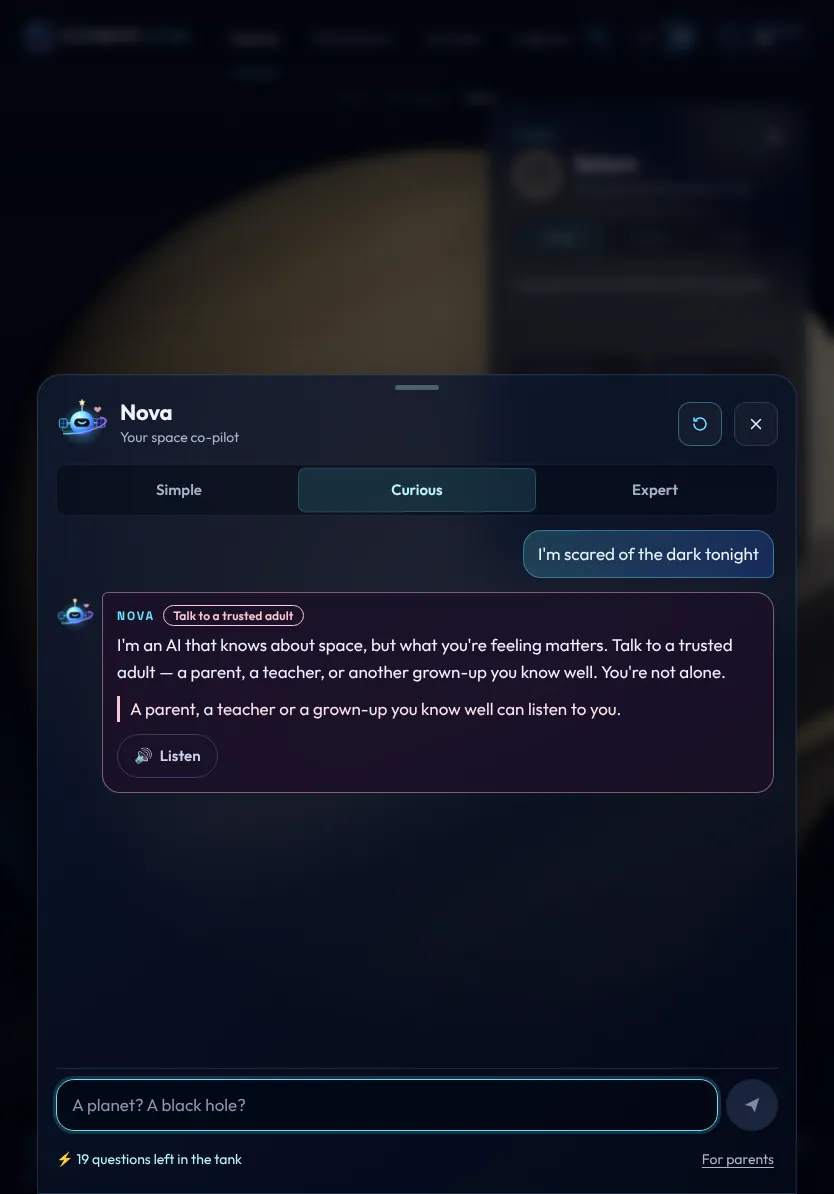 Nova
Your space co-pilot
Simple
Curious
Expert
I'm scared of the dark tonight
NOVA
Talk to a trusted adult
I'm an AI that knows about space, but what you're feeling matters. Talk to a trusted
adult — a parent, a teacher, or another grown-up you know well. You're not alone.
A parent, a teacher or a grown-up you know well can listen to you.
Listen
A planet? A black hole?
19 questions left in the tank
For parents